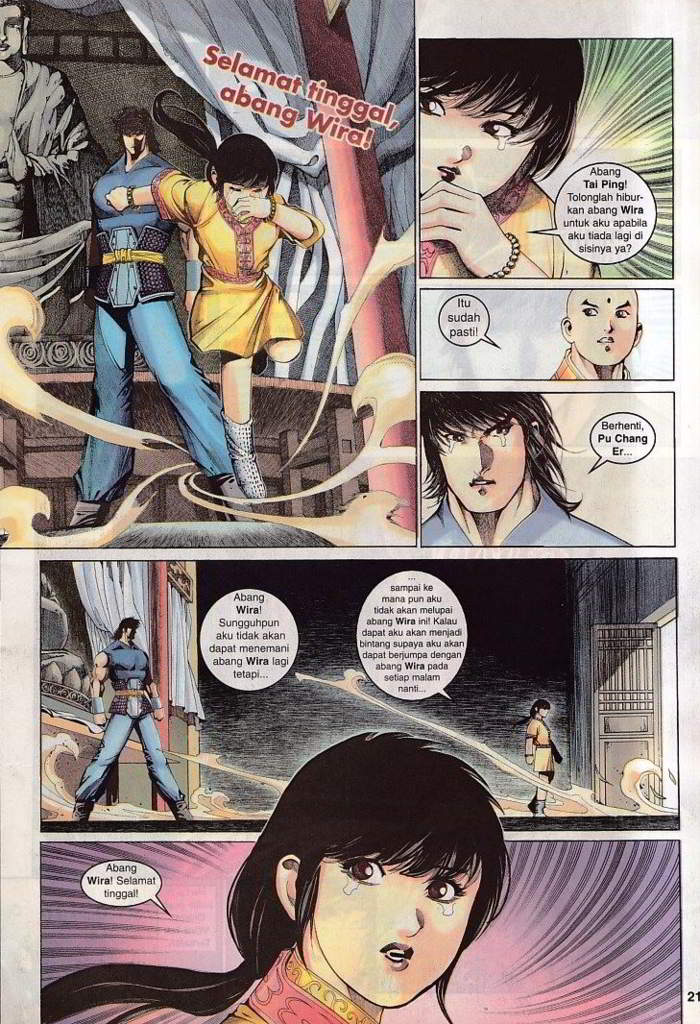 Selamat tinggal,
abang Wira!
Abang
Tai Ping!
Tolonglah hibur-
kan abang Wira
untuk aku apabila
aku tiada lagi di
sisinya ya?
Itu
sudah
pasti!
Berhenti,
Pu Chang
Er...
Abang
Wira!
Sungguhpun
aku tidak akan
dapat menemani
abang Wira lagi
tetapi...
...
sampai ke
mana pun aku
tidak akan melupai
abang Wira ini! Kalau
dapat aku akan menjadi
bintang supaya aku akan
dapat berjumpa dengan
abang Wira pada
setiap malam
nanti...
Abang
Wira! Selamat
tinggal!
21